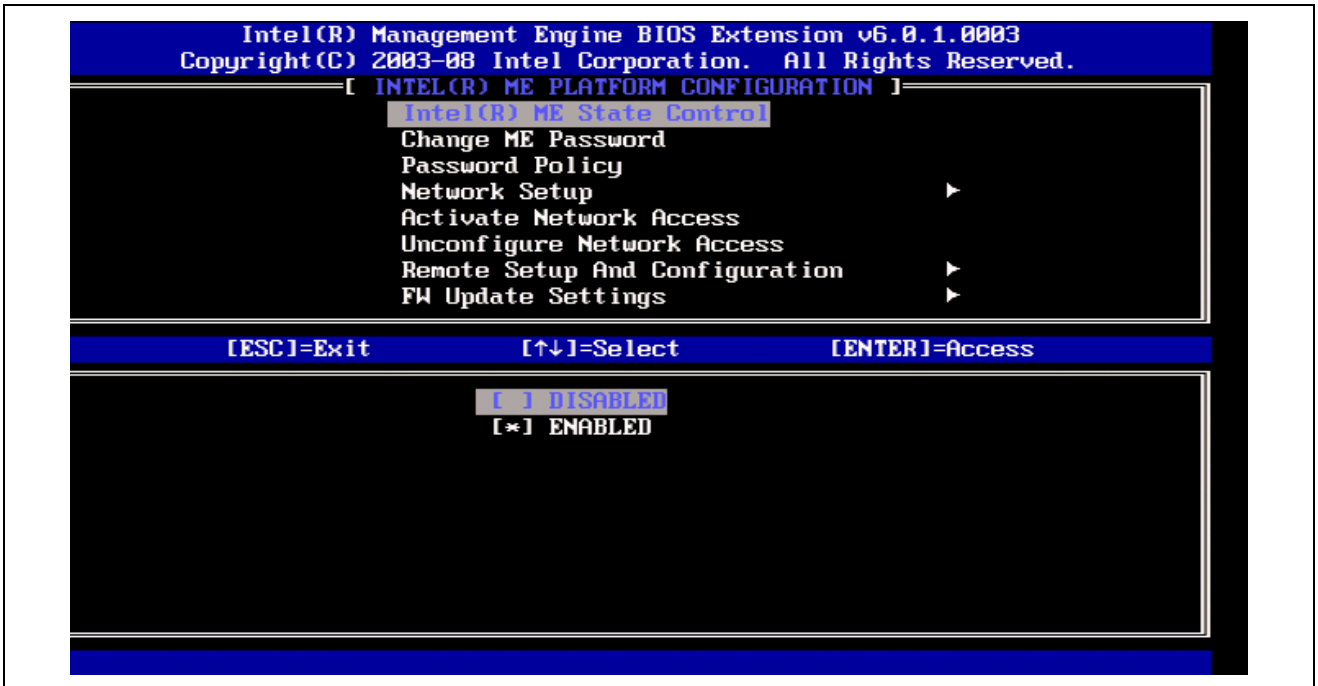 Intel(R) Management Engine BIOS Extension v6.0.1.0003
Copyright(C) 2003-08 Intel Corporation. All Rights Reserved.
[ INTEL(R) ME PLATFORM CONFIGURATION ]
Intel(R) ME State Control
Change ME Password
Password Policy
Network Setup ►
Activate Network Access
Unconfigure Network Access
Remote Setup And Configuration ►
FW Update Settings ►
[ESC]=Exit [↑↓]=Select [ENTER]=Access
[ ] DISABLED
[*] ENABLED